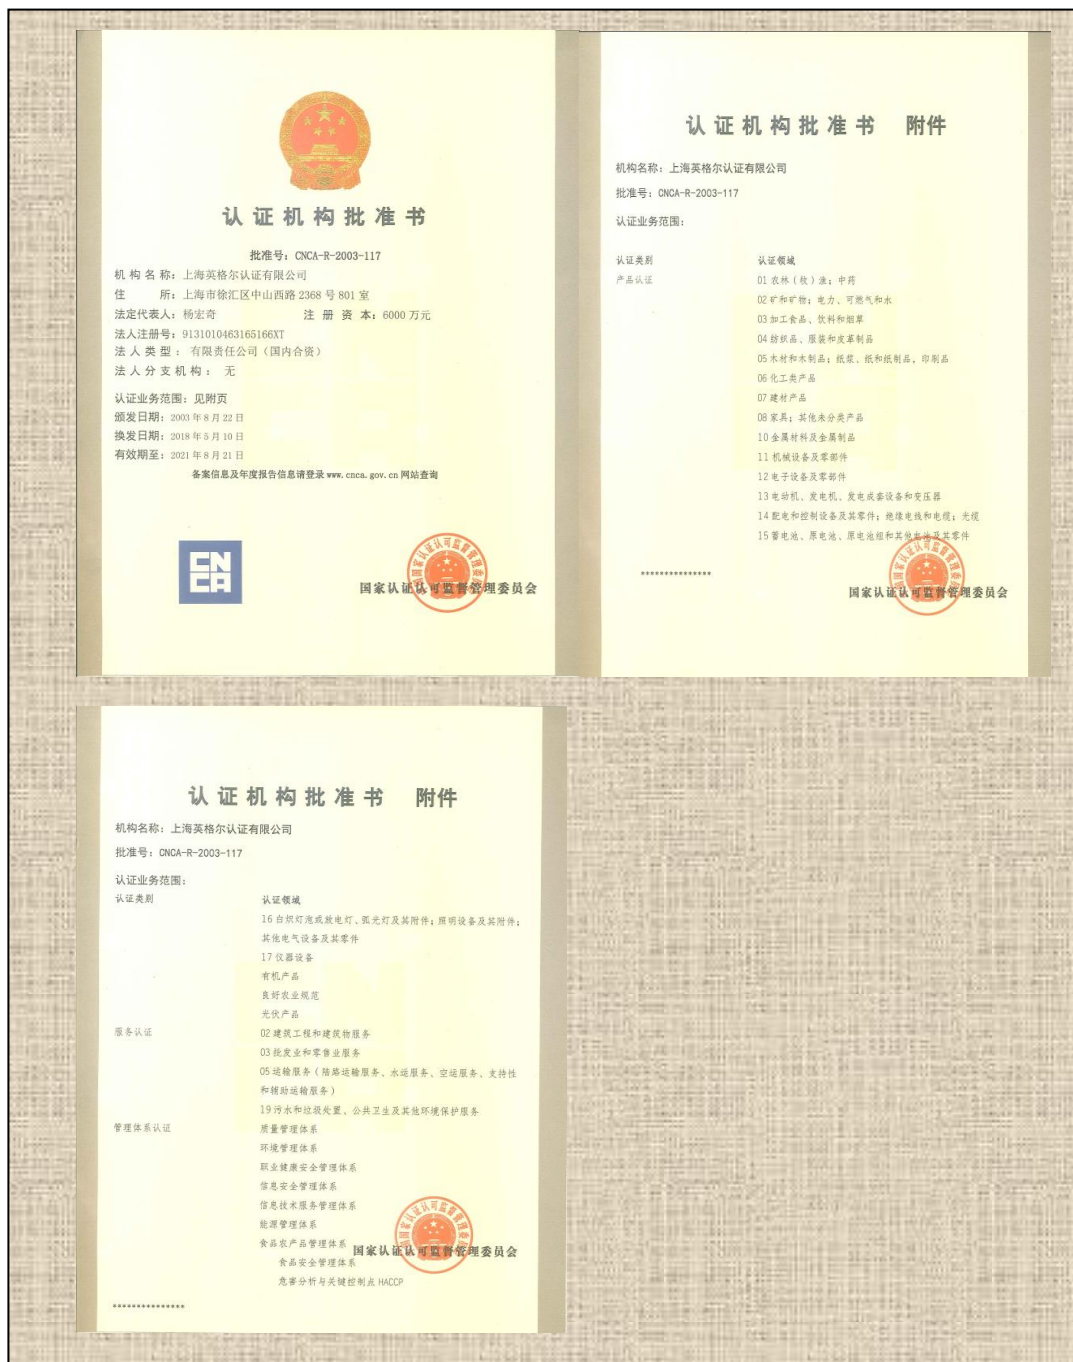 认证机构批准书
批准号：CNCA-R-2003-117
机构名称：上海英格尔认证有限公司
住 所：上海市徐汇区中山西路 2368 号 801 室
法定代表人：杨宏奇 注册资本：6000 万元
法人注册号：9131010463165166XT
法人类型：有限责任公司（国内合资）
法人分支机构： 无
认证业务范围：见附页
颁发日期：2003 年 8 月 22 日
换发日期：2018 年 5 月 10 日
有效期至：2021 年 8 月 21 日
备案信息及年度报告信息请登录 www.cnca.gov.cn 网站查询
CN
CA
国家认证认可监督管理委员会
认证机构批准书 附件
机构名称：上海英格尔认证有限公司
批准号：CNCA-R-2003-117
认证业务范围：
认证类别 认证领域
产品认证 01 农林（牧）渔；中药
02 矿和矿物；电力、可燃气和水
03 加工食品、饮料和烟草
04 纺织品、服装和皮革制品
05 木材和木制品；纸浆、纸和纸制品，印刷品
06 化工类产品
07 建材产品
08 家具；其他未分类产品
10 金属材料及金属制品
11 机械设备及零部件
12 电子设备及零部件
13 电动机、发电机、发电成套设备和变压器
14 配电和控制设备及其零件；绝缘电线和电缆；光缆
15 蓄电池、原电池、原电池组和其他电池及其零件
***************
国家认证认可监督管理委员会
认证机构批准书 附件
机构名称：上海英格尔认证有限公司
批准号：CNCA-R-2003-117
认证业务范围：
认证类别 认证领域
16 白炽灯泡或放电灯、弧光灯及其附件；照明设备及其附件；
其他电气设备及其零件
17 仪器设备
有机产品
良好农业规范
光伏产品
服务认证 02 建筑工程和建筑物服务
03 批发业和零售业服务
05 运输服务（陆路运输服务、水运服务、空运服务、支持性
和辅助运输服务）
19 污水和垃圾处置、公共卫生及其他环境保护服务
管理体系认证 质量管理体系
环境管理体系
职业健康安全管理体系
信息安全管理体系
信息技术服务管理体系
能源管理体系
食品农产品管理体系
国家认证认可监督管理委员会
食品安全管理体系
危害分析与关键控制点 HACCP
***************